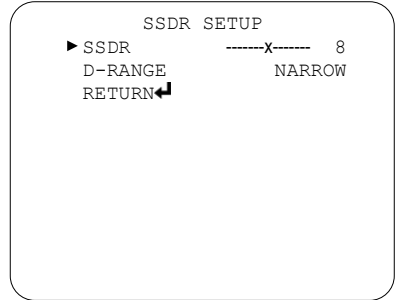 SSDR SETUP
►SSDR -------X------- 8
D-RANGE NARROW
RETURN↵